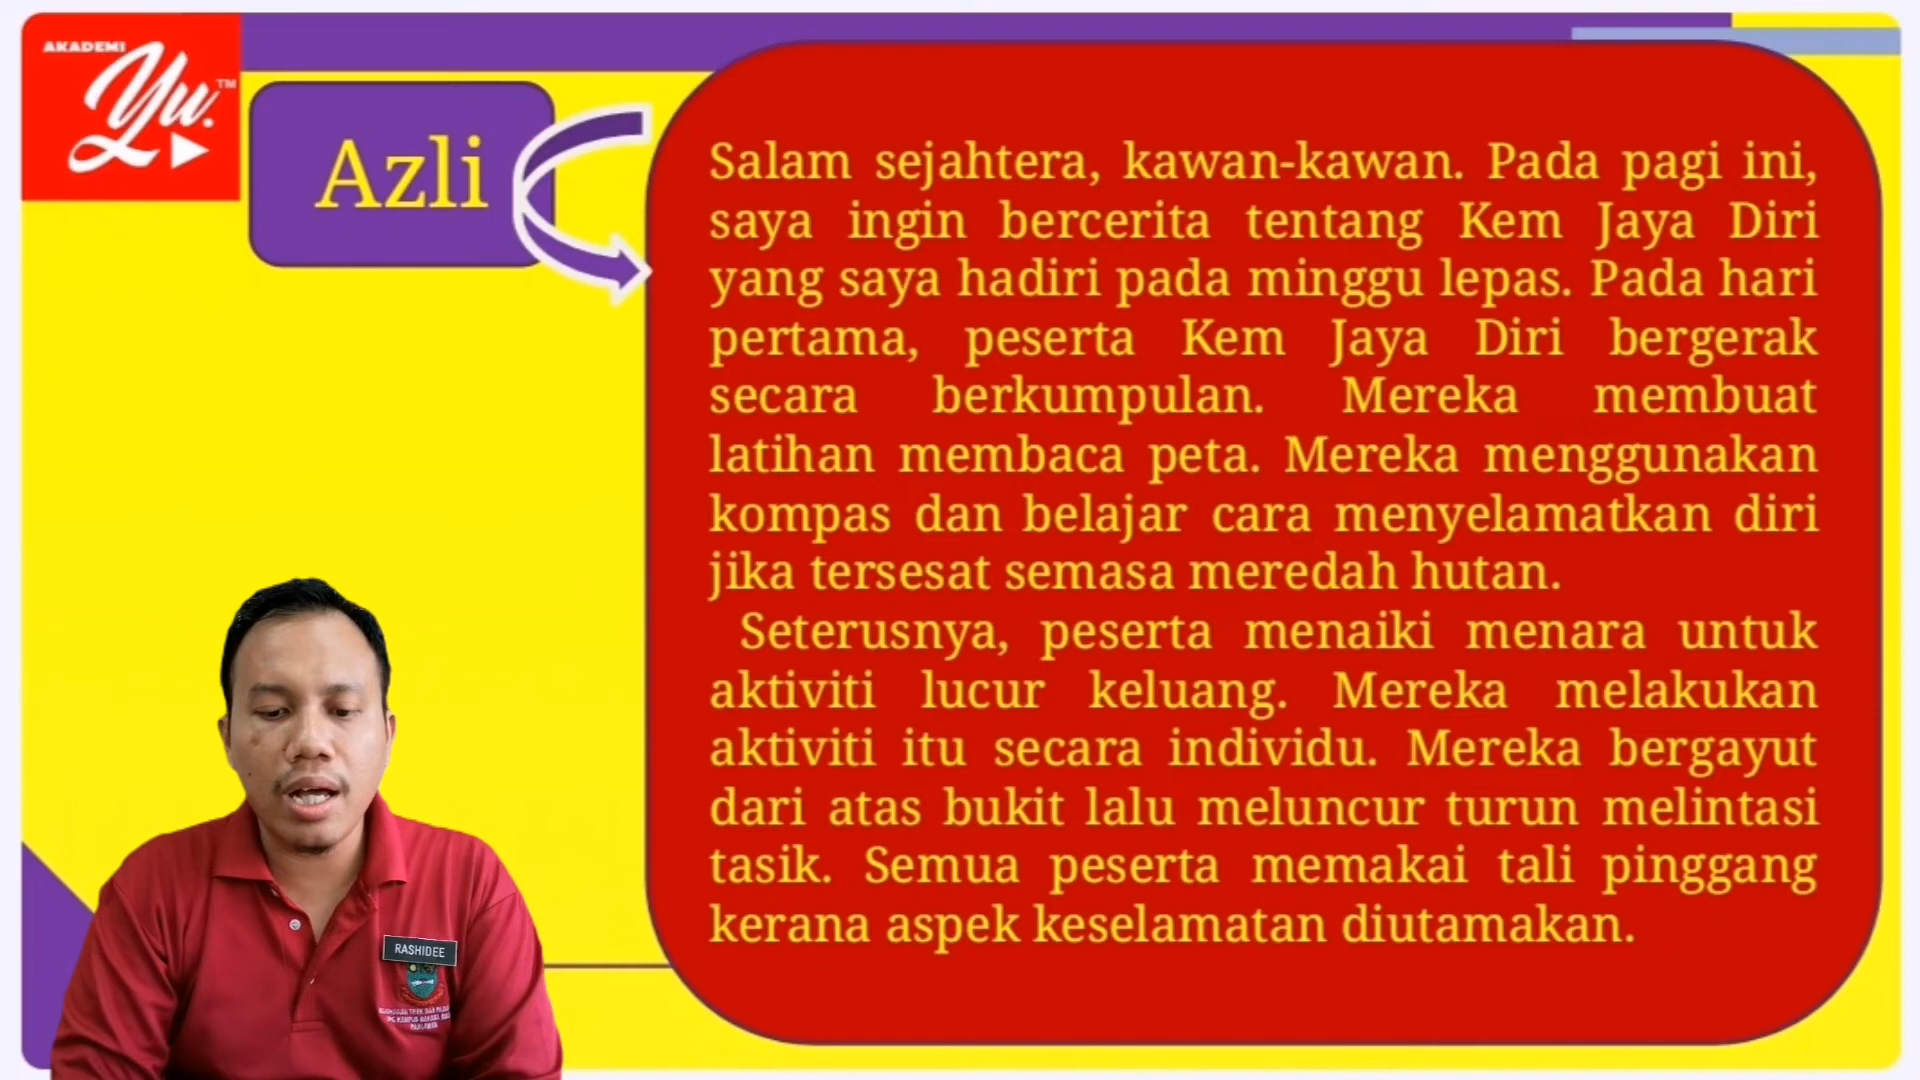 AKADEMI
Yu.
TM
Azli
Salam sejahtera, kawan-kawan. Pada pagi ini,
saya ingin bercerita tentang Kem Jaya Diri
yang saya hadiri pada minggu lepas. Pada hari
pertama, peserta Kem Jaya Diri bergerak
secara berkumpulan. Mereka membuat
latihan membaca peta. Mereka menggunakan
kompas dan belajar cara menyelamatkan diri
jika tersesat semasa meredah hutan.
Seterusnya, peserta menaiki menara untuk
aktiviti lucur keluang. Mereka melakukan
aktiviti itu secara individu. Mereka bergayut
dari atas bukit lalu meluncur turun melintasi
tasik. Semua peserta memakai tali pinggang
kerana aspek keselamatan diutamakan.
RASHIDEE